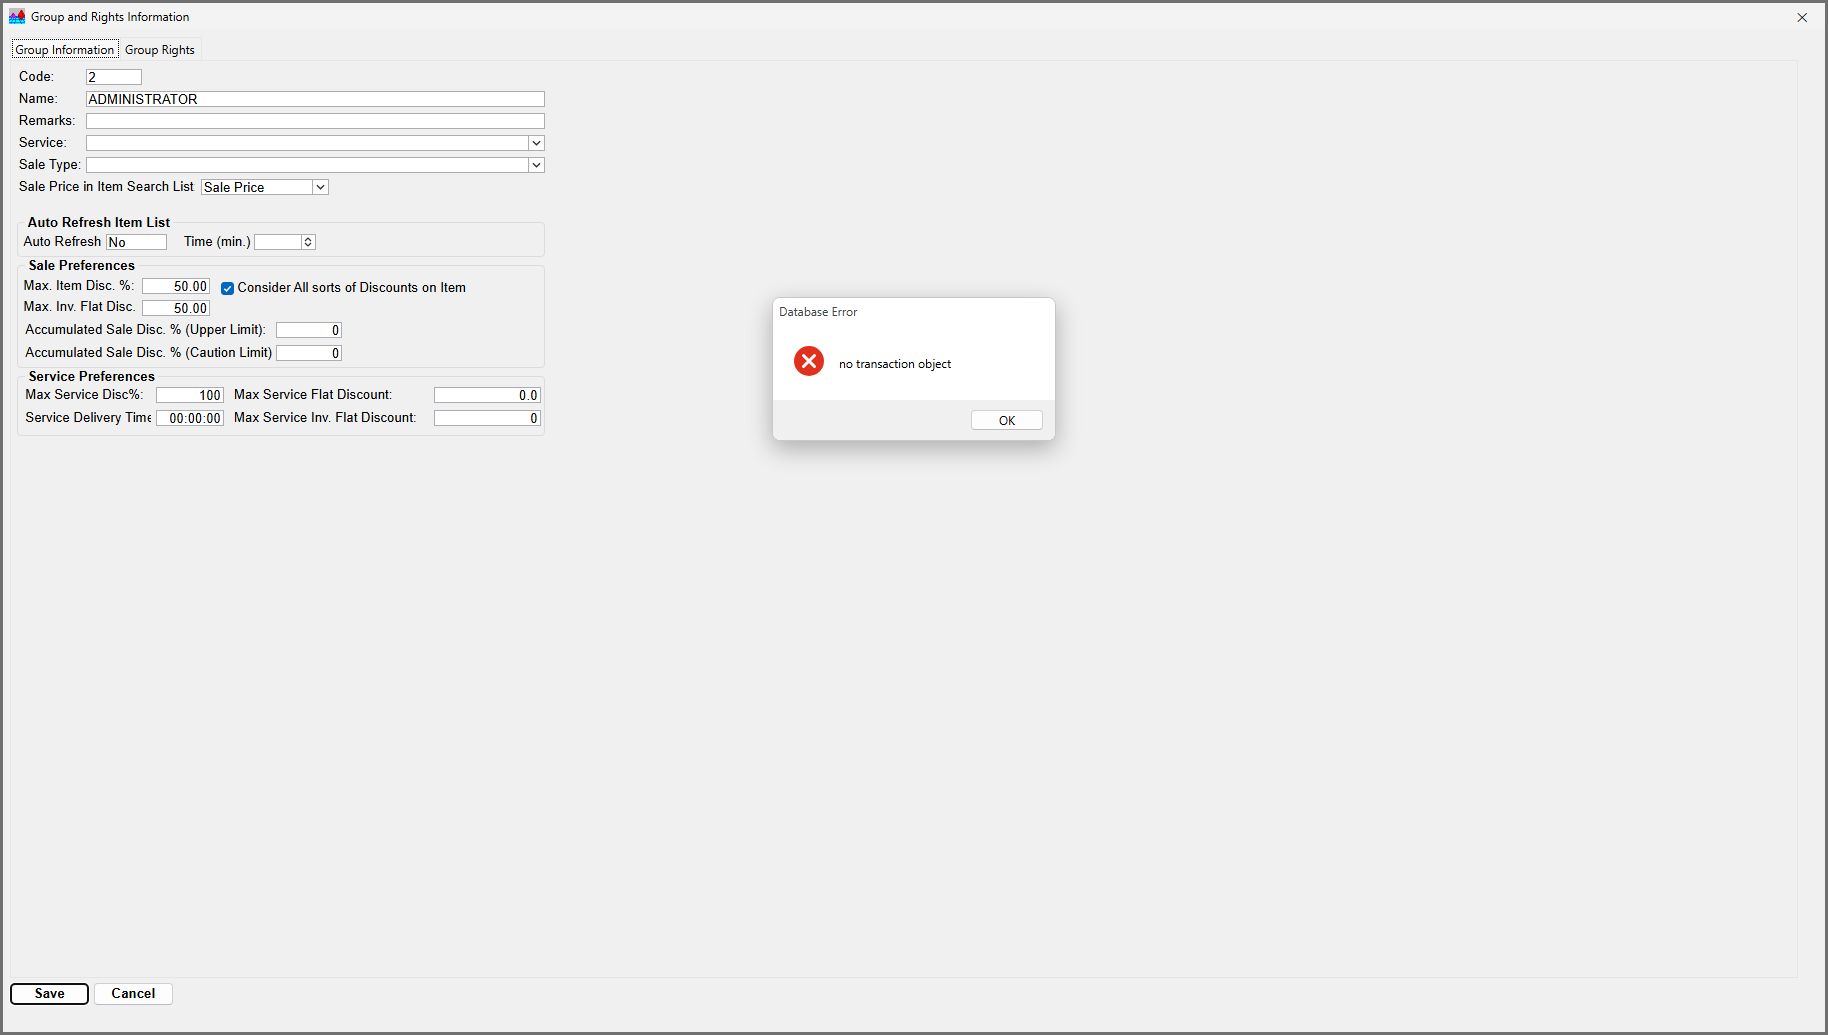 Group and Rights Information
Group Information Group Rights
Code: 2
Name: ADMINISTRATOR
Remarks:
Service:
Sale Type:
Sale Price in Item Search List Sale Price
Auto Refresh Item List
Auto Refresh No Time (min.)
Sale Preferences
Max. Item Disc. %: 50.00 Consider All sorts of Discounts on Item
Max. Inv. Flat Disc. 50.00
Accumulated Sale Disc. % (Upper Limit): 0
Accumulated Sale Disc. % (Caution Limit) 0
Service Preferences
Max Service Disc%: 100 Max Service Flat Discount: 0.0
Service Delivery Time 00:00:00 Max Service Inv. Flat Discount: 0
Database Error
no transaction object
OK
Save Cancel